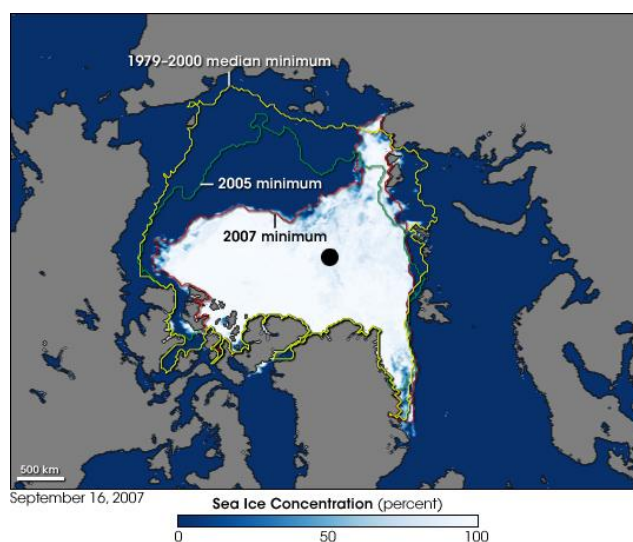 1979–2000 median minimum
2005 minimum
2007 minimum
500 km
September 16, 2007
Sea Ice Concentration (percent)
0 50 100